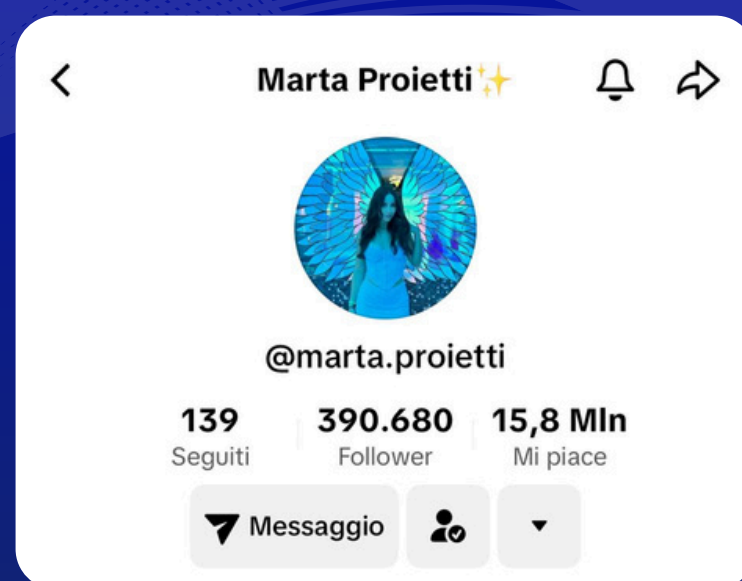 Marta Proietti✨
@marta.proietti
139 390.680 15,8 Mln
Seguiti Follower Mi piace
Messaggio